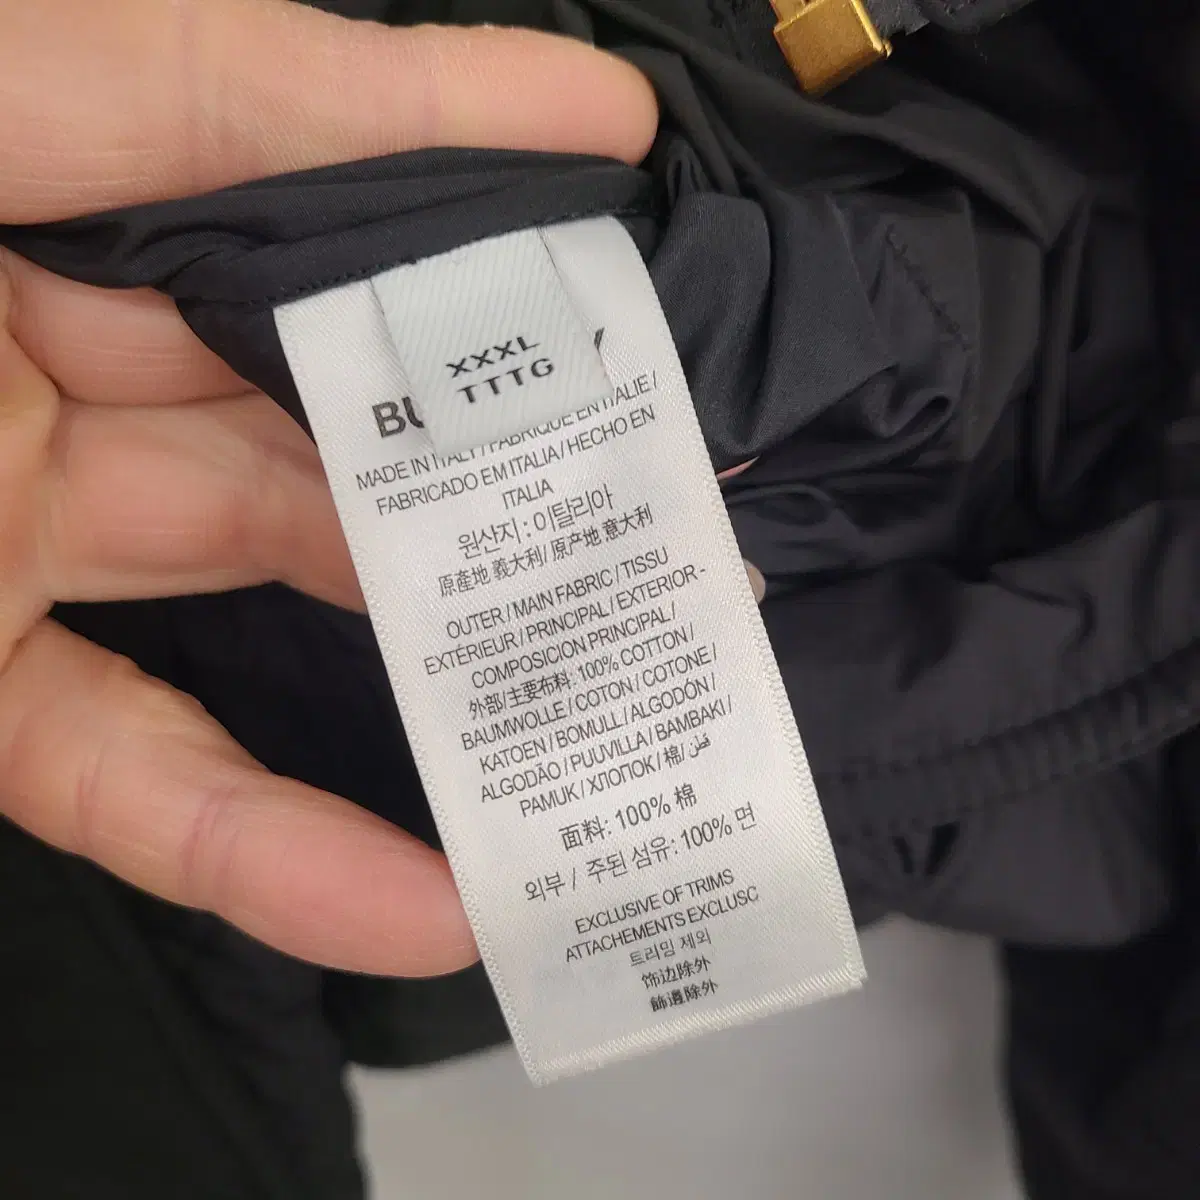 XXXL
TTTG
BU Y
MADE IN ITALY / FABRIQUE EN ITALIE /
FABRICADO EM ITALIA / HECHO EN
ITALIA
원산지 : 이탈리아
原產地 義大利 / 原产地 意大利
OUTER / MAIN FABRIC / TISSU
EXTÉRIEUR / PRINCIPAL / EXTERIOR -
COMPOSICION PRINCIPAL /
外部/主要布料: 100% COTTON /
BAUMWOLLE / COTON / COTONE /
KATOEN / BOMULL / ALGODÓN /
ALGODÃO / PUUVILLA / BAMBAKI /
PAMUK / ХЛОПОК / 棉/ قطن /
面料: 100% 棉
외부 / 주된 섬유: 100% 면
EXCLUSIVE OF TRIMS
ATTACHEMENTS EXCLUSC
트리밍 제외
饰边除外
飾邊除外